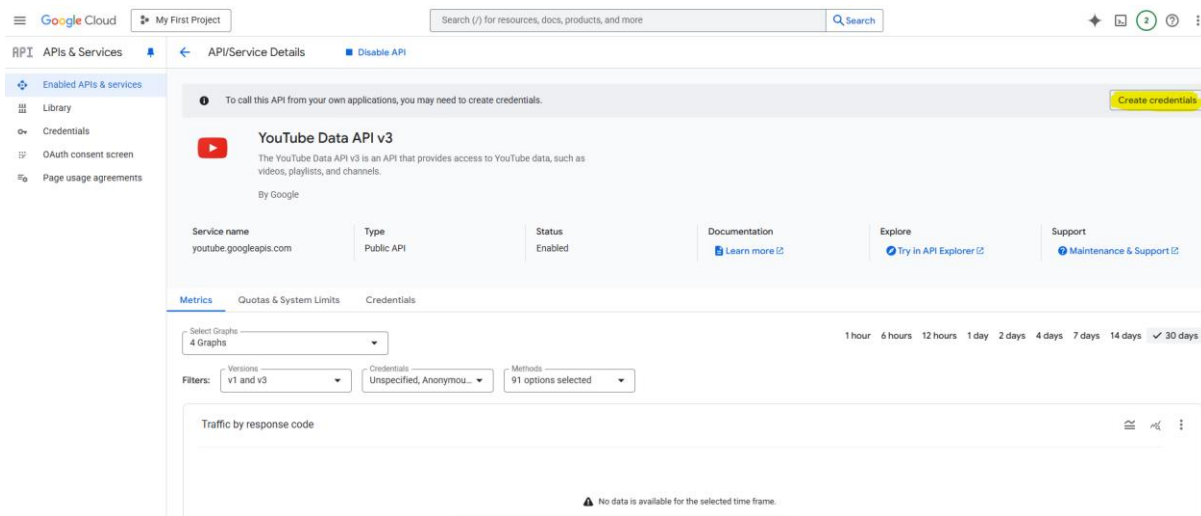 Google Cloud
My First Project
Search (/) for resources, docs, products, and more
Search
2
API APIs & Services
API/Service Details
Disable API
Enabled APIs & services
Library
Credentials
OAuth consent screen
Page usage agreements
To call this API from your own applications, you may need to create credentials.
Create credentials
YouTube Data API v3
The YouTube Data API v3 is an API that provides access to YouTube data, such as
videos, playlists, and channels.
By Google
Service name
youtube.googleapis.com
Type
Public API
Status
Enabled
Documentation
Learn more
Explore
Try in API Explorer
Support
Maintenance & Support
Metrics Quotas & System Limits Credentials
Select Graphs
4 Graphs
1 hour 6 hours 12 hours 1 day 2 days 4 days 7 days 14 days 30 days
Filters:
Versions
v1 and v3
Credentials
Unspecified, Anonymou...
Methods
91 options selected
Traffic by response code
No data is available for the selected time frame.